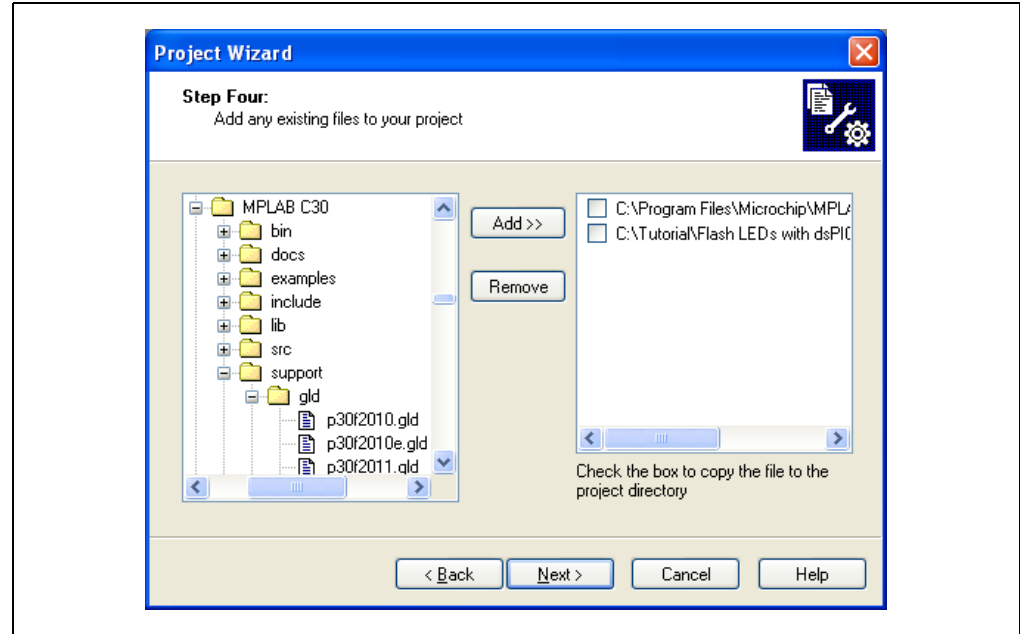 Project Wizard
Step Four:
Add any existing files to your project
MPLAB C30
bin
docs
examples
include
lib
src
support
gld
p30f2010.gld
p30f2010e.gld
p30f2011.gld
Add >>
Remove
C:\Program Files\Microchip\MPLA
C:\Tutorial\Flash LEDs with dsPIC
Check the box to copy the file to the
project directory
< Back
Next >
Cancel
Help